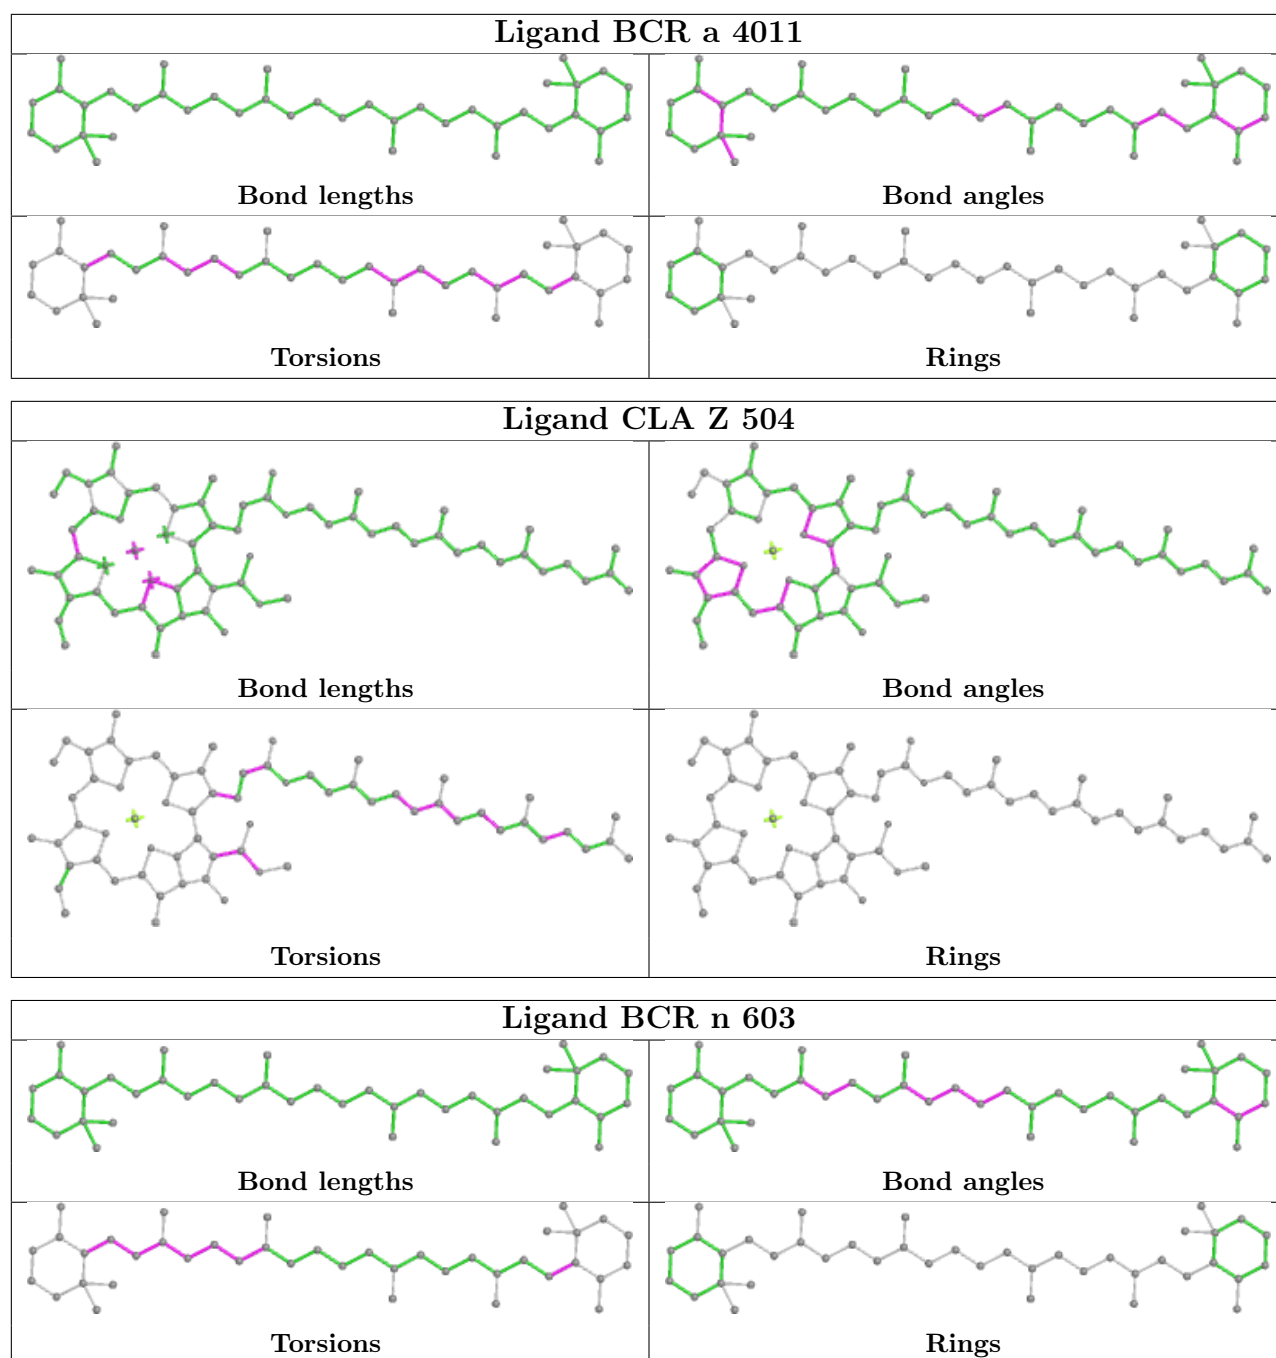 Ligand BCR a 4011
Bond lengths
Bond angles
Torsions
Rings
Ligand CLA Z 504
Bond lengths
Bond angles
Torsions
Rings
Ligand BCR n 603
Bond lengths
Bond angles
Torsions
Rings